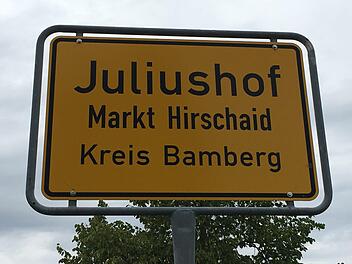 Juliushof
Markt Hirschaid
Kreis Bamberg